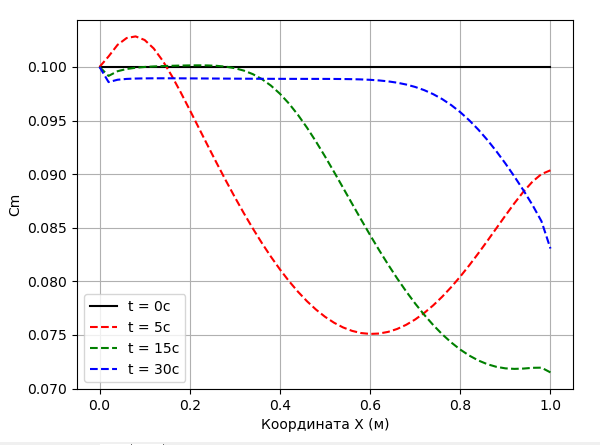 0.100
0.095
0.090
0.085
0.080
0.075
0.070
Cm
t = 0c
t = 5c
t = 15c
t = 30c
0.0 0.2 0.4 0.6 0.8 1.0
Координата X (м)